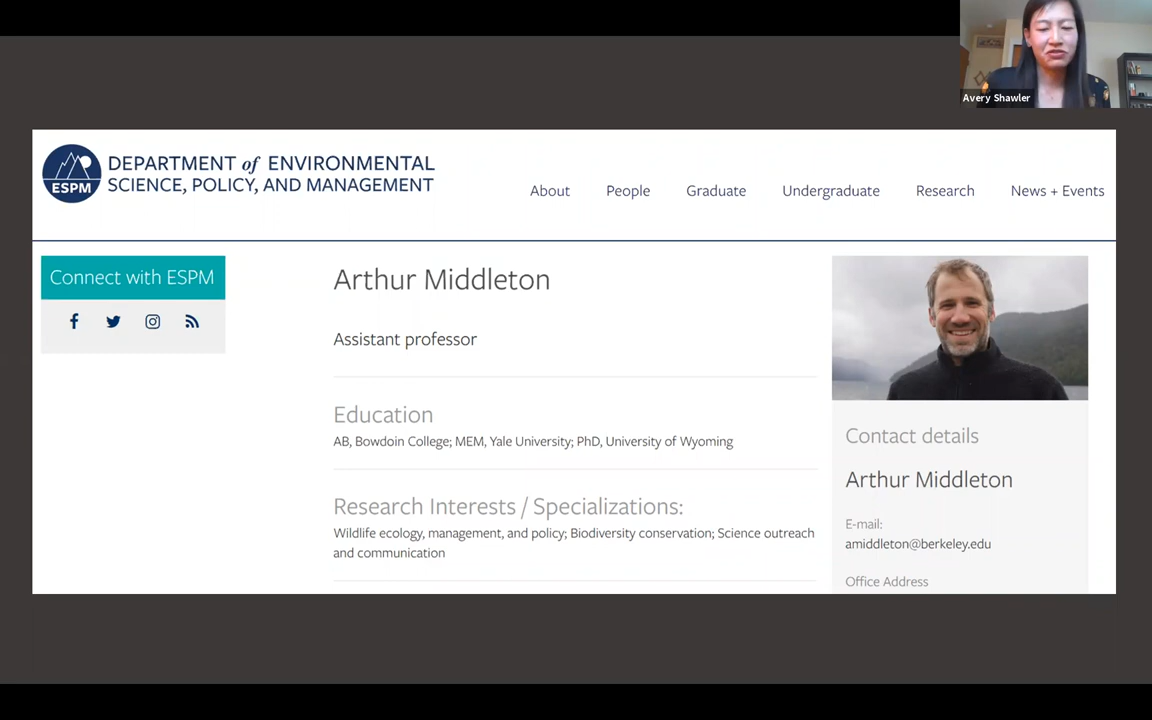 Avery Shawler
DEPARTMENT of ENVIRONMENTAL
SCIENCE, POLICY, AND MANAGEMENT
ESPM
About People Graduate Undergraduate Research News + Events
Connect with ESPM
Arthur Middleton
Assistant professor
Education
AB, Bowdoin College; MEM, Yale University; PhD, University of Wyoming
Research Interests / Specializations:
Wildlife ecology, management, and policy; Biodiversity conservation; Science outreach
and communication
Contact details
Arthur Middleton
E-mail:
amiddleton@berkeley.edu
Office Address